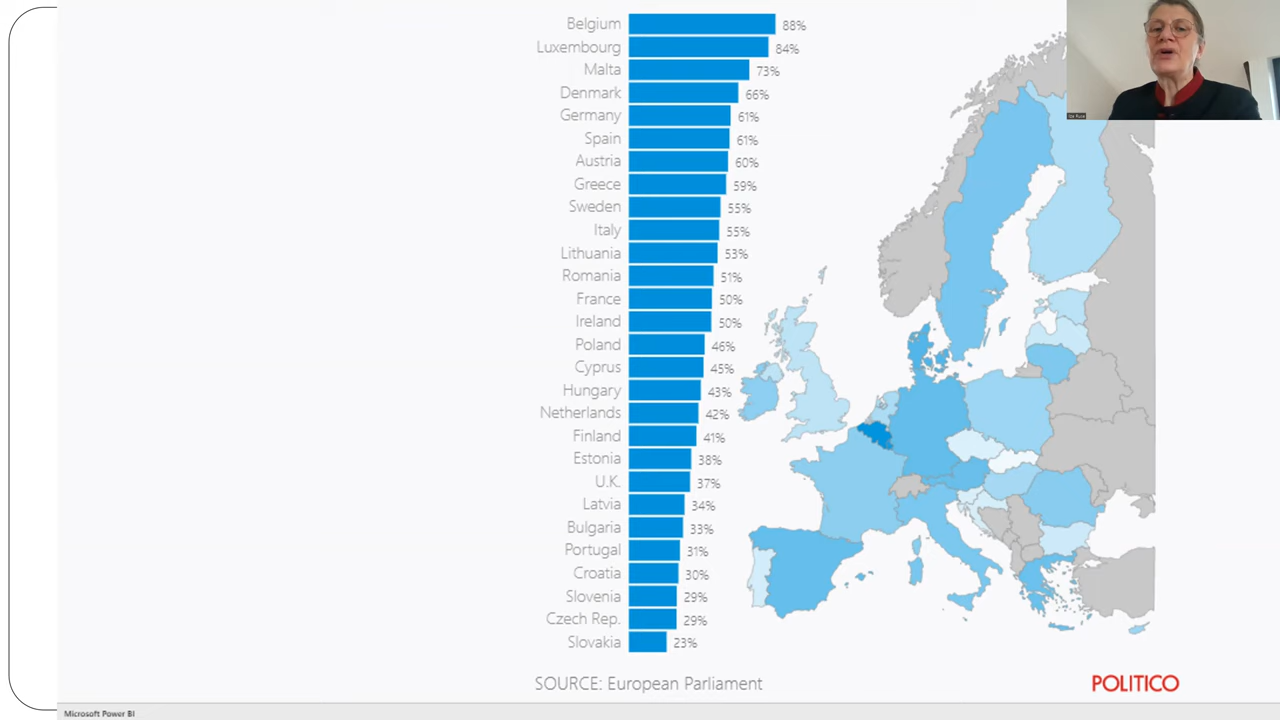 Belgium 88%
Luxembourg 84%
Malta 73%
Denmark 66%
Germany 61%
Spain 61%
Austria 60%
Greece 59%
Sweden 55%
Italy 55%
Lithuania 53%
Romania 51%
France 50%
Ireland 50%
Poland 46%
Cyprus 45%
Hungary 43%
Netherlands 42%
Finland 41%
Estonia 38%
U.K. 37%
Latvia 34%
Bulgaria 33%
Portugal 31%
Croatia 30%
Slovenia 29%
Czech Rep. 29%
Slovakia 23%
SOURCE: European Parliament
POLITICO
Microsoft Power BI